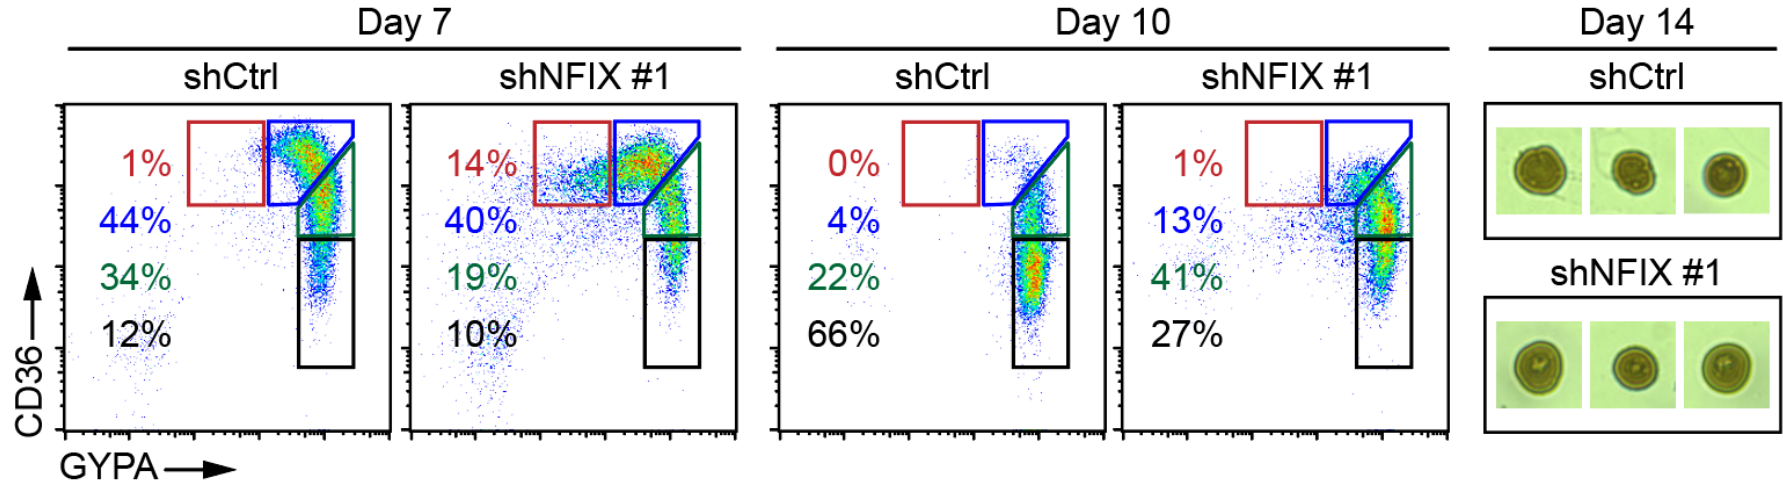 Day 7
Day 10
Day 14
shCtrl
shNFIX #1
shCtrl
shNFIX #1
shCtrl
1%
44%
34%
12%
14%
40%
19%
10%
0%
4%
22%
66%
1%
13%
41%
27%
shNFIX #1
CD36
GYPA